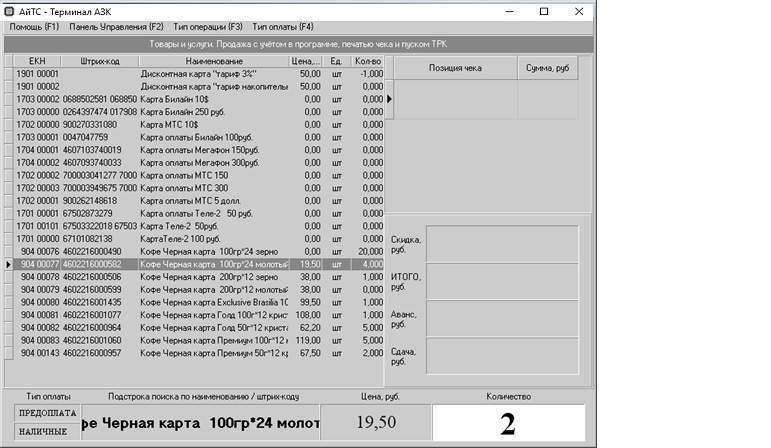 АйТС - Терминал АЗК
Помощь (F1) Панель Управления (F2) Тип операции (F3) Тип оплаты (F4)
Товары и услуги. Продажа с учётом в программе, печатью чека и пуском ТРК
ЕКН Штрих-код Наименование Цена,... Ед. Кол-во
1901 00001 Дисконтная карта "тариф 3%" 50,00 шт -1,000
1901 00002 Дисконтная карта "тариф накопитель 50,00 шт 0,000
1703 00002 0688502581 068850 Карта Билайн 10$ 0,00 шт 0,000
1703 00000 0264397474 017908 Карта Билайн 250 руб. 0,00 шт 0,000
1702 00000 900270331080 Карта МТС 10$ 0,00 шт 0,000
1703 00001 0047047759 Карта оплаты Билайн 100руб. 0,00 шт 0,000
1704 00001 4607103740019 Карта оплаты Мегафон 150руб. 0,00 шт 0,000
1704 00002 4607093740033 Карта оплаты Мегафон 300руб. 0,00 шт 0,000
1702 00002 700003041277 7000 Карта оплаты МТС 150 0,00 шт 0,000
1702 00003 700003949675 7000 Карта оплаты МТС 300 0,00 шт 0,000
1702 00001 900262148618 Карта оплаты МТС 5 долл. 0,00 шт 0,000
1701 00001 67502873279 Карта оплаты Теле-2 50 руб. 0,00 шт 0,000
1701 00101 67503322018 67503 Карта Теле-2 50руб. 0,00 шт 0,000
1701 00000 67101082138 КартаТеле-2 100 руб. 0,00 шт 0,000
904 00076 4602216000490 Кофе Черная карта 100гр*24 зерно 0,00 шт 20,000
904 00077 4602216000582 Кофе Черная карта 100гр*24 молотый 19,50 шт 4,000
904 00078 4602216000506 Кофе Черная карта 200гр*12 зерно 38,00 шт 1,000
904 00079 4602216000599 Кофе Черная карта 200гр*12 молотый 38,00 шт 0,000
904 00080 4602216001435 Кофе Черная карта Exclusive Brasilia 10 99,50 шт 1,000
904 00081 4602216001077 Кофе Черная карта Голд 100гр*12 крис 108,00 шт 1,000
904 00082 4602216000964 Кофе Черная карта Голд 50гр*12 криста 62,20 шт 5,000
904 00083 4602216001060 Кофе Черная карта Премиум 100гр*12 119,00 шт 5,000
904 00143 4602216000957 Кофе Черная карта Премиум 50гр*12 к 67,50 шт 2,000
Позиция чека Сумма, руб
Скидка, руб.
ИТОГО, руб.
Аванс, руб.
Сдача, руб.
Тип оплаты Подстрока поиска по наименованию / штрих-коду Цена, руб. Количество
ПРЕДОПЛАТА
НАЛИЧНЫЕ
фе Черная карта 100гр*24 молот 19,50 2